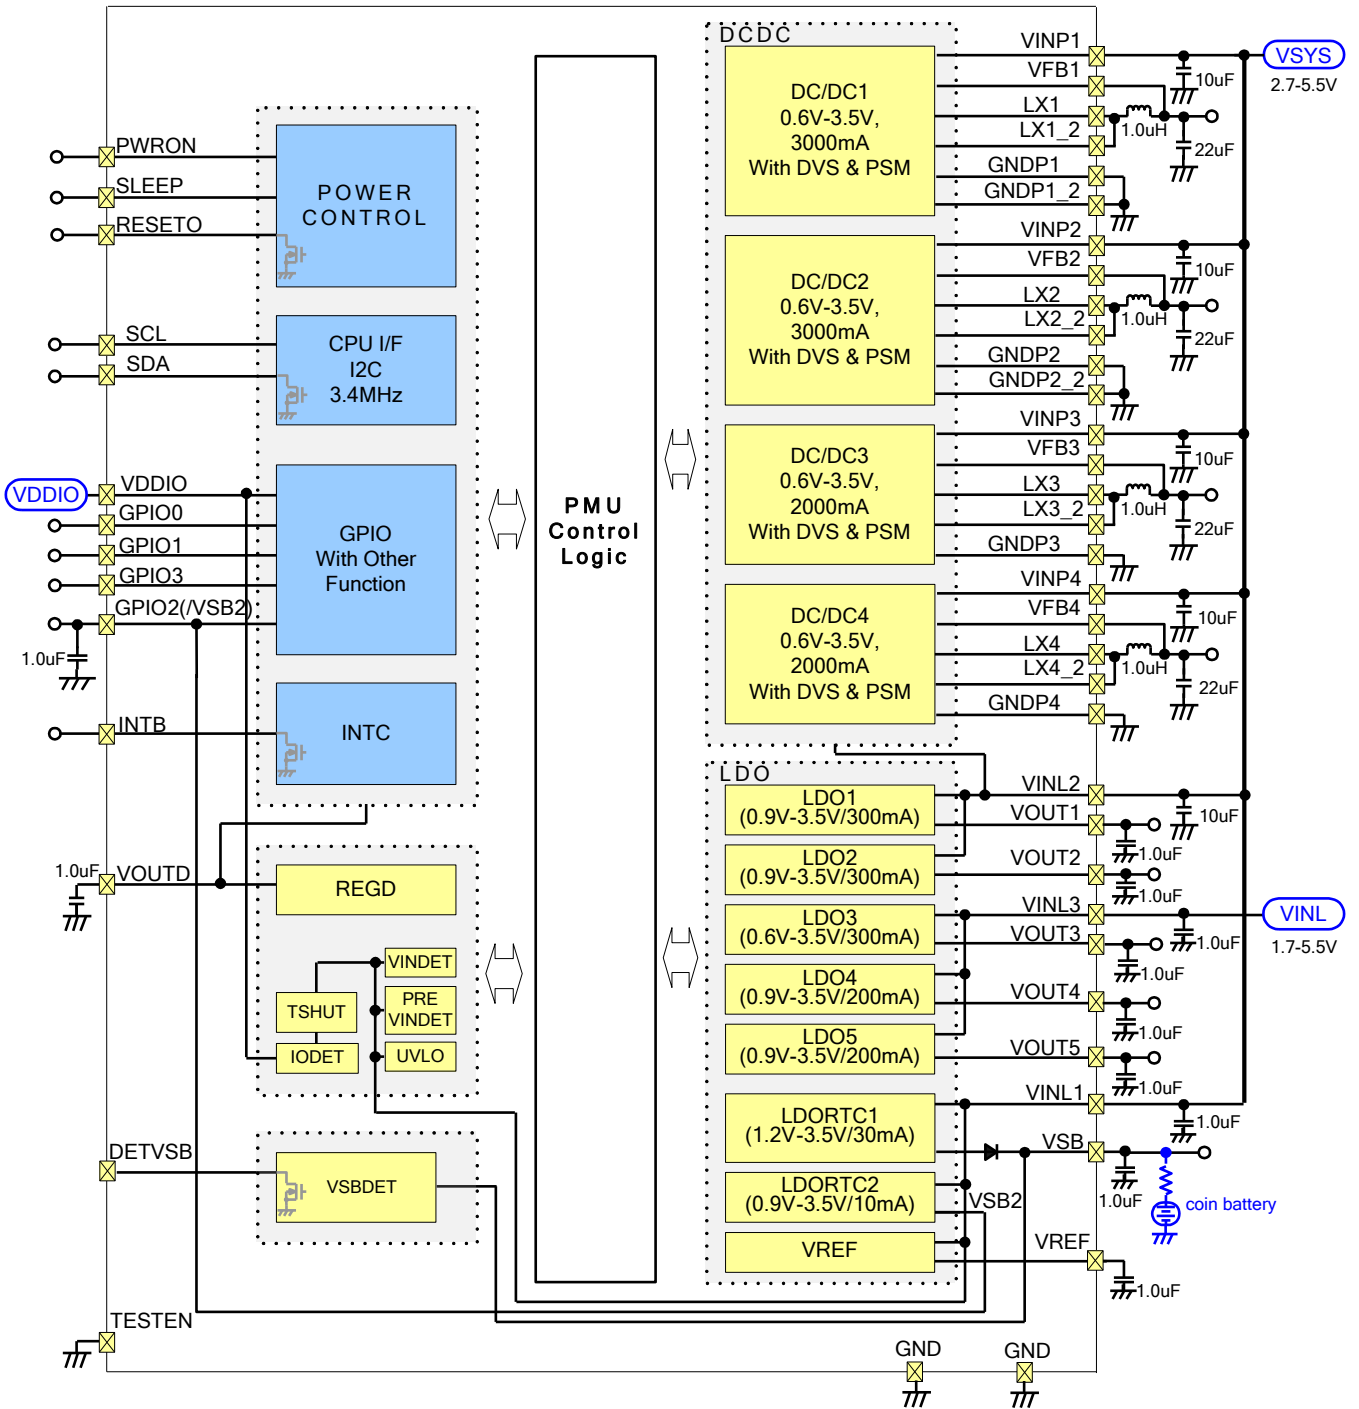 PWRON
SLEEP
RESETO
POWER
CONTROL
SCL
SDA
CPU I/F
I2C
3.4MHz
VDDIO
VDDIO
GPIO0
GPIO1
GPIO3
GPIO2(/VSB2)
1.0uF
GPIO
With Other
Function
INTB
INTC
VOUTD
1.0uF
REGD
VINDET
PRE
VINDET
UVLO
TSHUT
IODET
DETVSB
VSBDET
TESTEN
PMU
Control
Logic
DCDC
DC/DC1
0.6V-3.5V,
3000mA
With DVS & PSM
VINP1
VFB1
LX1
LX1_2
GNDP1
GNDP1_2
10uF
1.0uH
22uF
VSYS
2.7-5.5V
DC/DC2
0.6V-3.5V,
3000mA
With DVS & PSM
VINP2
VFB2
LX2
LX2_2
GNDP2
GNDP2_2
10uF
1.0uH
22uF
DC/DC3
0.6V-3.5V,
2000mA
With DVS & PSM
VINP3
VFB3
LX3
LX3_2
GNDP3
10uF
1.0uH
22uF
DC/DC4
0.6V-3.5V,
2000mA
With DVS & PSM
VINP4
VFB4
LX4
LX4_2
GNDP4
10uF
1.0uH
22uF
LDO
LDO1
(0.9V-3.5V/300mA)
VINL2
VOUT1
10uF
1.0uF
LDO2
(0.9V-3.5V/300mA)
VOUT2
1.0uF
LDO3
(0.6V-3.5V/300mA)
VINL3
VOUT3
1.0uF
1.0uF
VINL
1.7-5.5V
LDO4
(0.9V-3.5V/200mA)
VOUT4
1.0uF
LDO5
(0.9V-3.5V/200mA)
VOUT5
1.0uF
LDORTC1
(1.2V-3.5V/30mA)
VINL1
1.0uF
VSB
1.0uF
coin battery
LDORTC2
(0.9V-3.5V/10mA)
VSB2
VREF
VREF
1.0uF
GND
GND